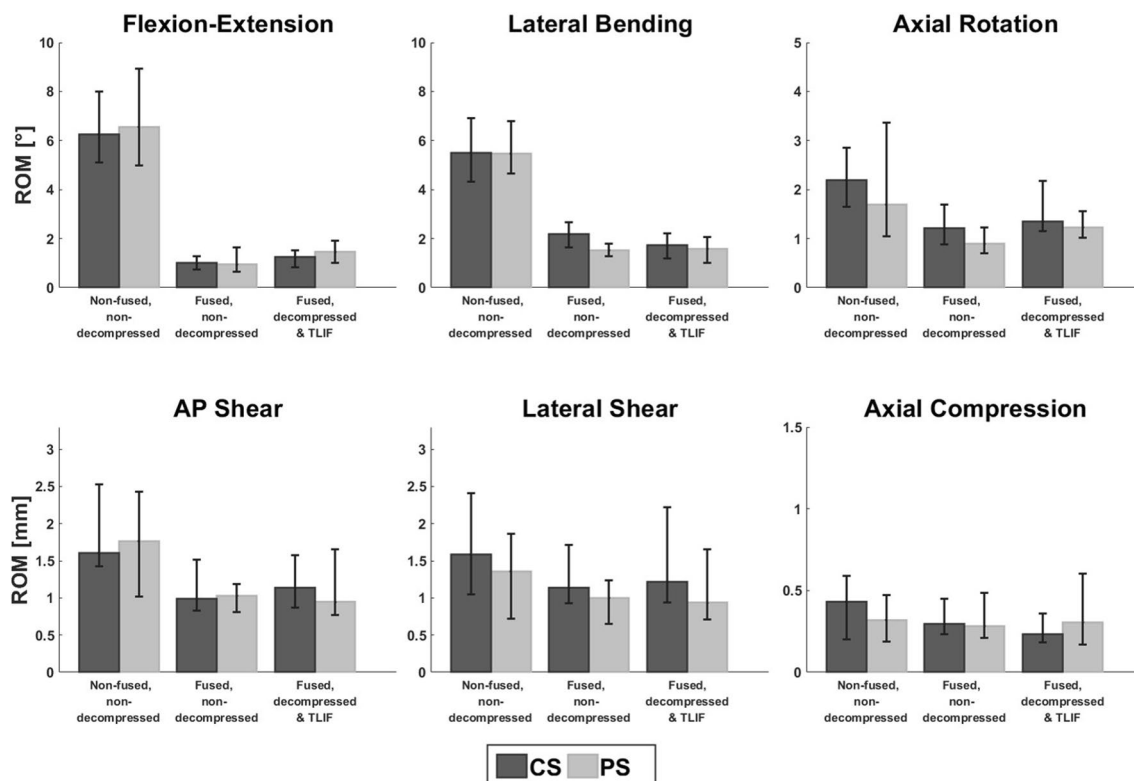 Flexion-Extension
ROM [°]
10
8
6
4
2
0
Non-fused,
non-
decompressed
Fused,
non-
decompressed
Fused,
decompressed
& TLIF
Lateral Bending
10
8
6
4
2
0
Non-fused,
non-
decompressed
Fused,
non-
decompressed
Fused,
decompressed
& TLIF
Axial Rotation
5
4
3
2
1
0
Non-fused,
non-
decompressed
Fused,
non-
decompressed
Fused,
decompressed
& TLIF
AP Shear
ROM [mm]
3
2.5
2
1.5
1
0.5
0
Non-fused,
non-
decompressed
Fused,
non-
decompressed
Fused,
decompressed
& TLIF
Lateral Shear
3
2.5
2
1.5
1
0.5
0
Non-fused,
non-
decompressed
Fused,
non-
decompressed
Fused,
decompressed
& TLIF
Axial Compression
1.5
1
0.5
0
Non-fused,
non-
decompressed
Fused,
non-
decompressed
Fused,
decompressed
& TLIF
CS PS